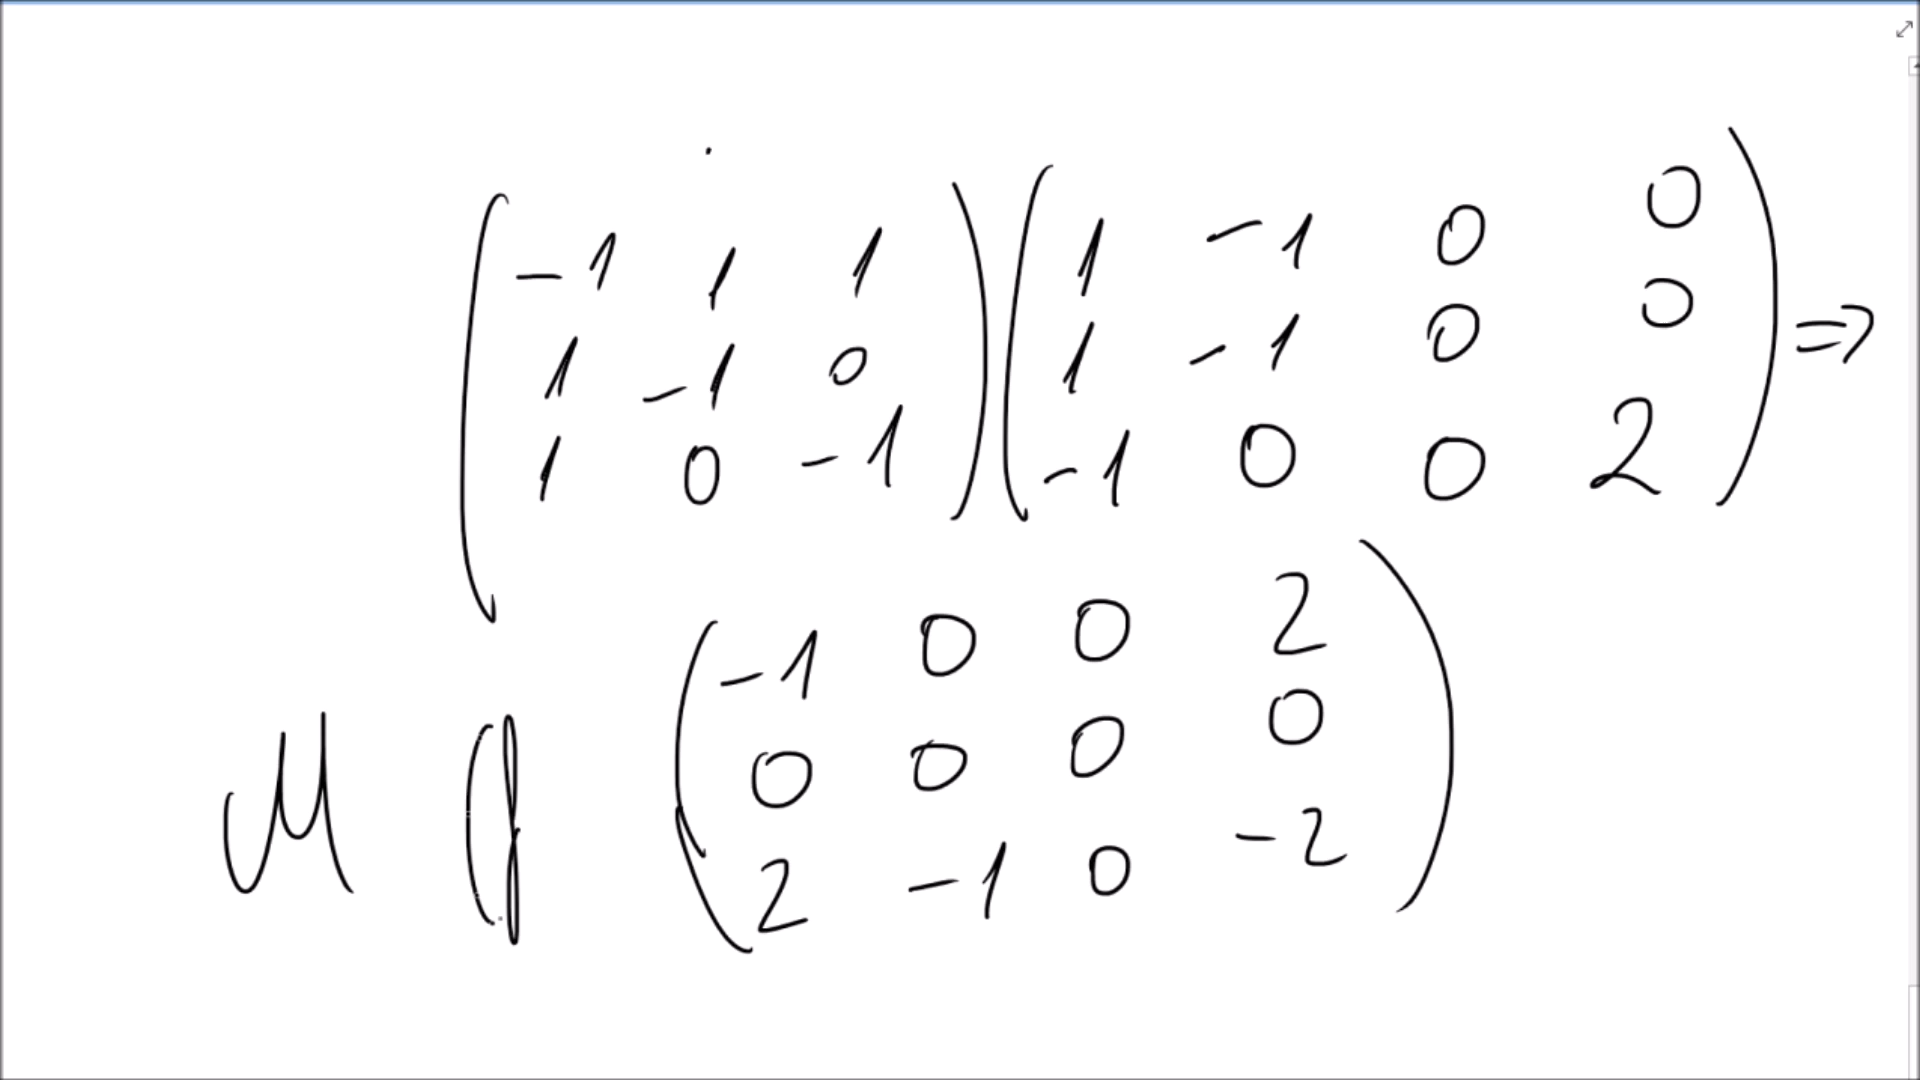 ( -1 1 1 ) ( 1 -1 0 0 )
( 1 -1 0 ) ( 1 -1 0 0 ) =>
( 1 0 -1 ) ( -1 0 0 2 )
( -1 0 0 2 )
M ( 0 0 0 0 )
( 2 -1 0 -2 )